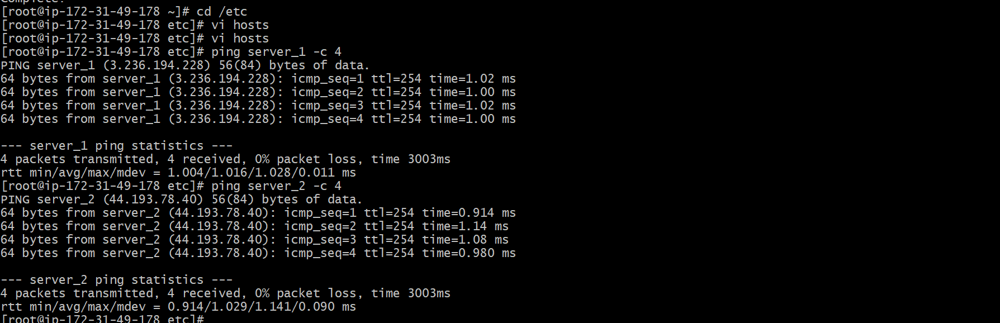 Complete!
[root@ip-172-31-49-178 ~]# cd /etc
[root@ip-172-31-49-178 etc]# vi hosts
[root@ip-172-31-49-178 etc]# vi hosts
[root@ip-172-31-49-178 etc]# ping server_1 -c 4
PING server_1 (3.236.194.228) 56(84) bytes of data.
64 bytes from server_1 (3.236.194.228): icmp_seq=1 ttl=254 time=1.02 ms
64 bytes from server_1 (3.236.194.228): icmp_seq=2 ttl=254 time=1.00 ms
64 bytes from server_1 (3.236.194.228): icmp_seq=3 ttl=254 time=1.02 ms
64 bytes from server_1 (3.236.194.228): icmp_seq=4 ttl=254 time=1.00 ms
--- server_1 ping statistics ---
4 packets transmitted, 4 received, 0% packet loss, time 3003ms
rtt min/avg/max/mdev = 1.004/1.016/1.028/0.011 ms
[root@ip-172-31-49-178 etc]# ping server_2 -c 4
PING server_2 (44.193.78.40) 56(84) bytes of data.
64 bytes from server_2 (44.193.78.40): icmp_seq=1 ttl=254 time=0.914 ms
64 bytes from server_2 (44.193.78.40): icmp_seq=2 ttl=254 time=1.14 ms
64 bytes from server_2 (44.193.78.40): icmp_seq=3 ttl=254 time=1.08 ms
64 bytes from server_2 (44.193.78.40): icmp_seq=4 ttl=254 time=0.980 ms
--- server_2 ping statistics ---
4 packets transmitted, 4 received, 0% packet loss, time 3003ms
rtt min/avg/max/mdev = 0.914/1.029/1.141/0.090 ms
[root@ip-172-31-49-178 etc]#